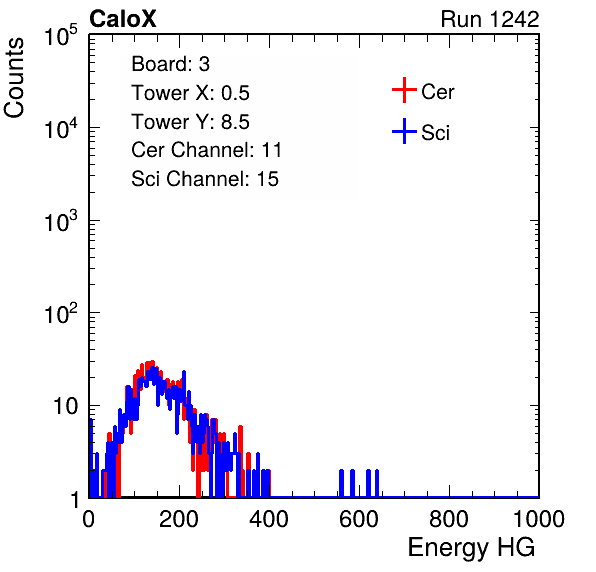 CaloX Run 1242
Counts
10^5
10^4
10^3
10^2
10
1
Board: 3
Tower X: 0.5
Tower Y: 8.5
Cer Channel: 11
Sci Channel: 15
Cer
Sci
0 200 400 600 800 1000
Energy HG